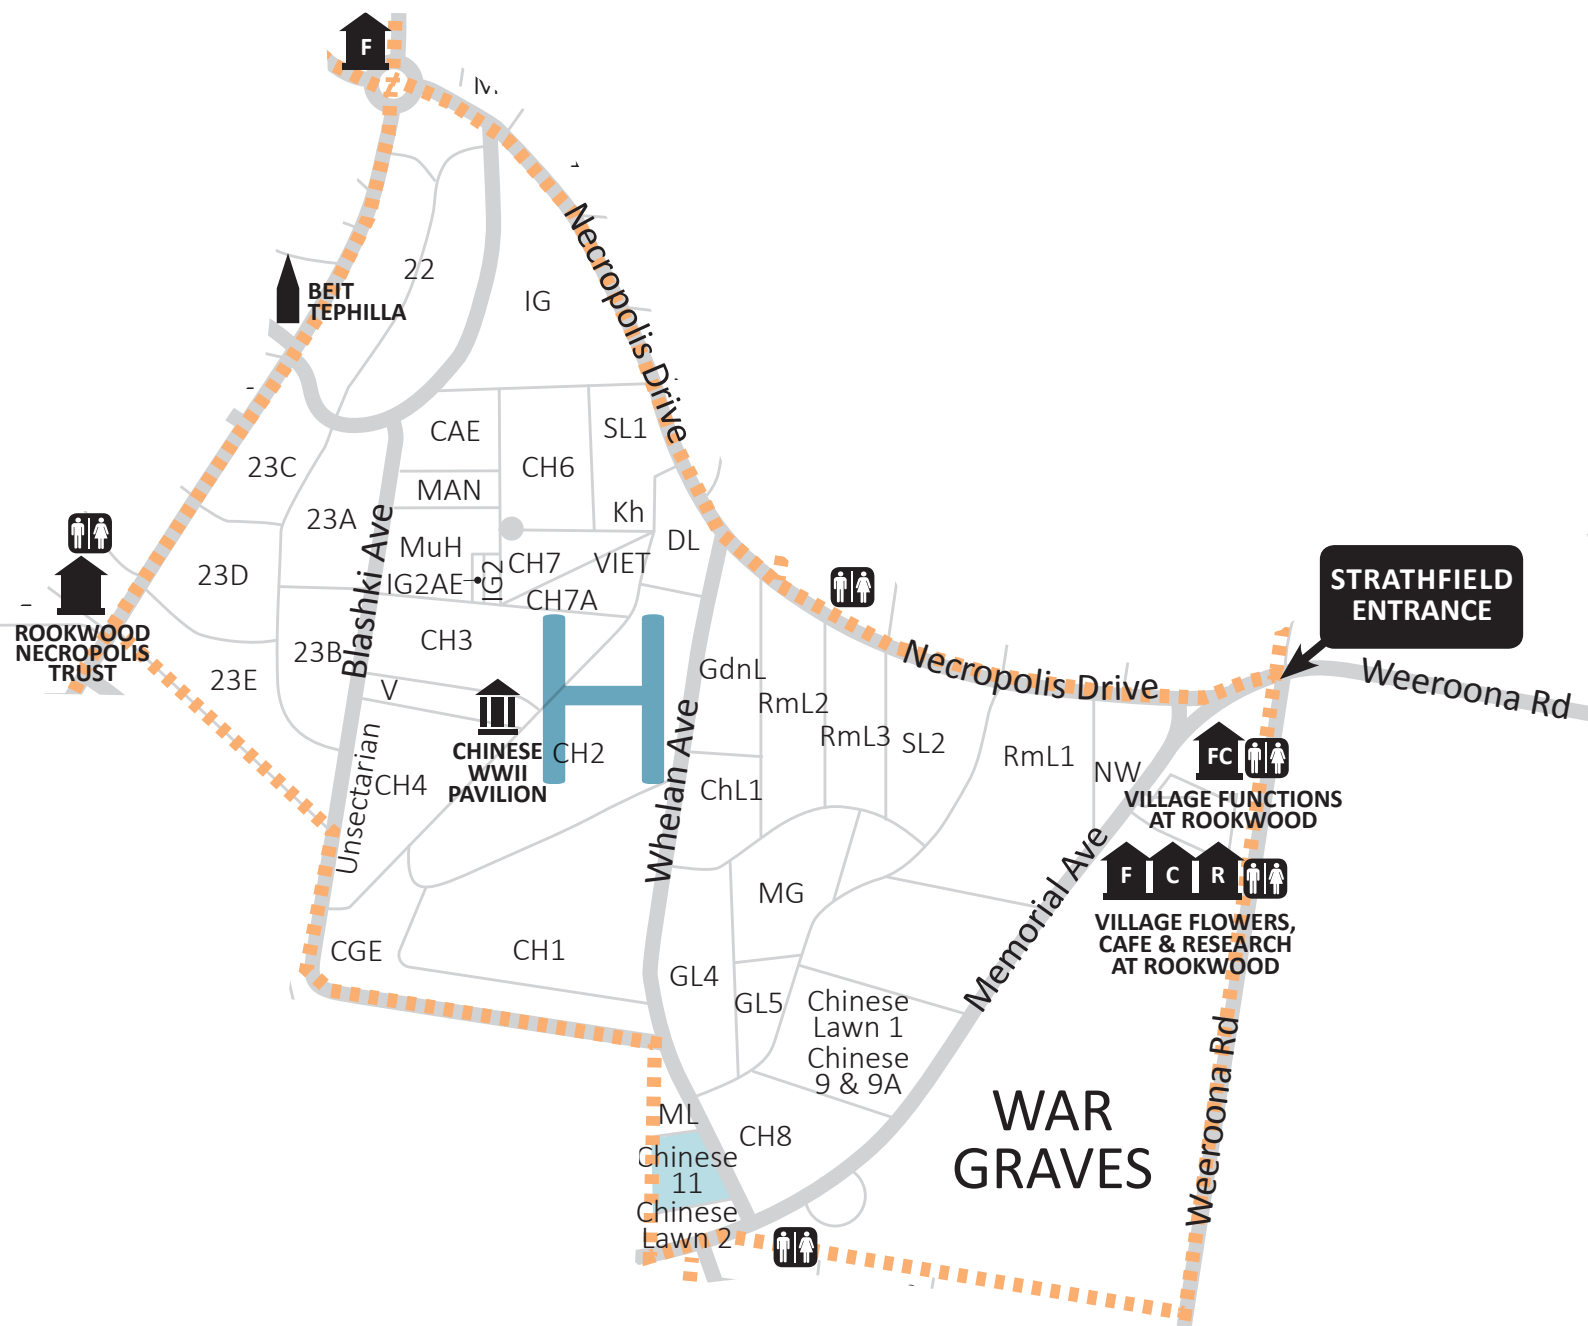 F
22
BEIT
TEPHILLA
IG
Necropolis Drive
CAE
SL1
23C
CH6
MAN
Kh
23A
Blashki Ave
MuH
DL
CH7
VIET
23D
IG2AE
IG2
CH7A
STRATHFIELD
ENTRANCE
ROOKWOOD
NECROPOLIS
TRUST
CH3
23B
23E
V
H
GdnL
RmL2
Necropolis Drive
Weeroona Rd
RmL3
SL2
RmL1
NW
CHINESE
WWII
PAVILION
CH2
CH4
Unsectarian
Whelan Ave
ChL1
FC
VILLAGE FUNCTIONS
AT ROOKWOOD
F
C
R
VILLAGE FLOWERS,
CAFE & RESEARCH
AT ROOKWOOD
Memorial Ave
MG
CGE
CH1
GL4
GL5
Chinese
Lawn 1
Chinese
9 & 9A
Weeroona Rd
WAR
GRAVES
ML
CH8
Chinese
11
Chinese
Lawn 2